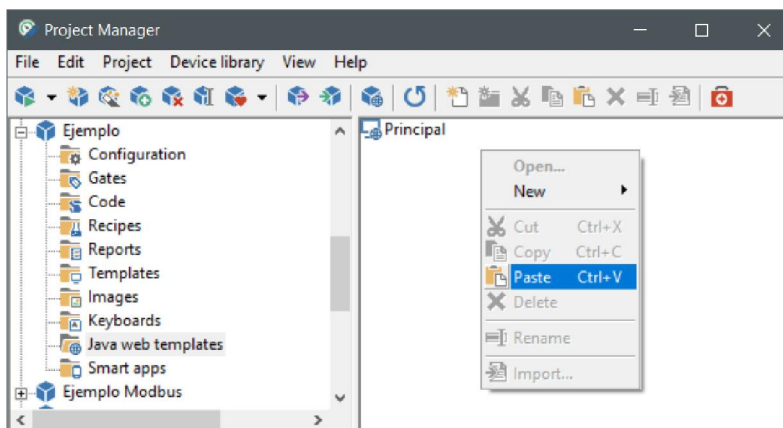 Project Manager
File Edit Project Device library View Help
Ejemplo
Configuration
Gates
Code
Recipes
Reports
Templates
Images
Keyboards
Java web templates
Smart apps
Ejemplo Modbus
Principal
Open...
New
Cut Ctrl+X
Copy Ctrl+C
Paste Ctrl+V
Delete
Rename
Import...